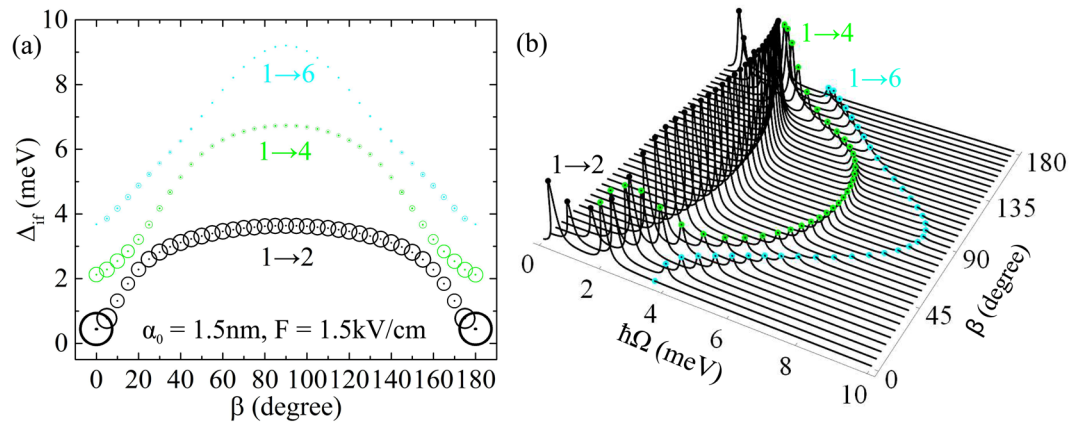 (a)
10
8
6
4
2
0
Δif (meV)
1→6
1→4
1→2
α0 = 1.5nm, F = 1.5kV/cm
0 20 40 60 80 100 120 140 160 180
β (degree)
(b)
1→4
1→6
1→2
0
2
4
6
8
10
ħΩ (meV)
0
45
90
135
180
β (degree)